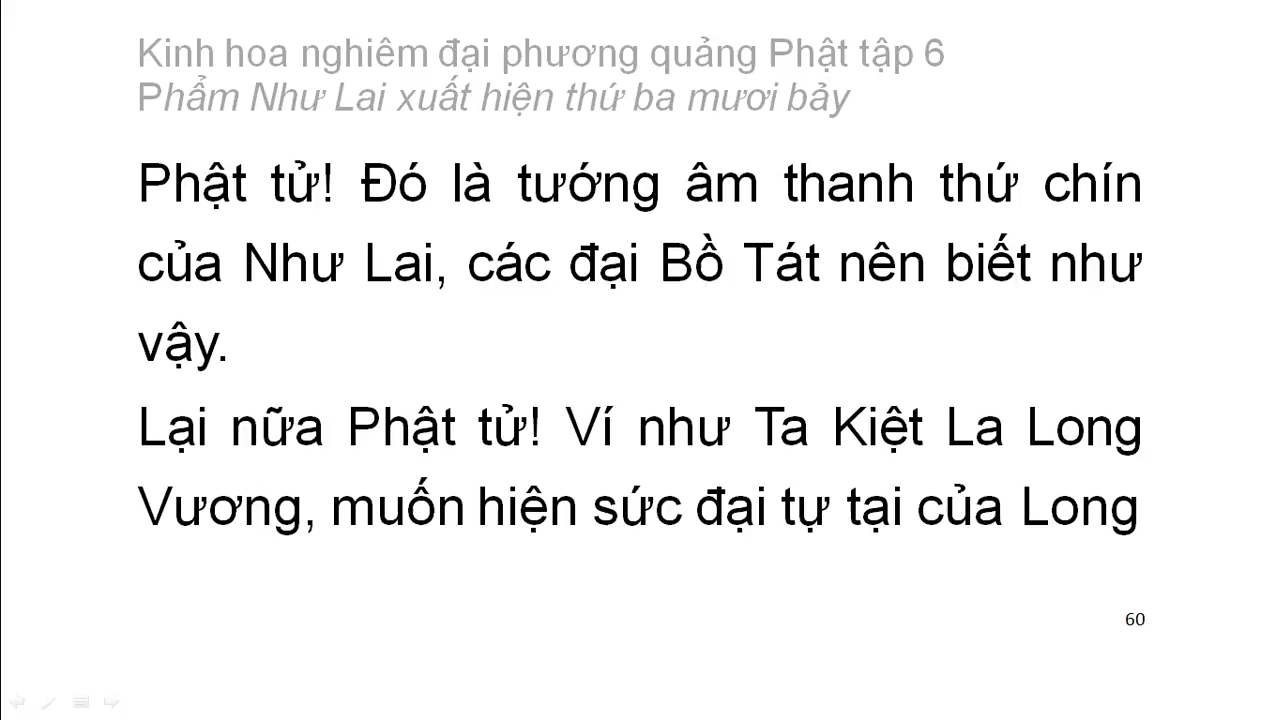 Kinh hoa nghiêm đại phương quảng Phật tập 6
Phẩm Như Lai xuất hiện thứ ba mươi bảy
Phật tử! Đó là tướng âm thanh thứ chín
của Như Lai, các đại Bồ Tát nên biết như
vậy.
Lại nữa Phật tử! Ví như Ta Kiệt La Long
Vương, muốn hiện sức đại tự tại của Long
60